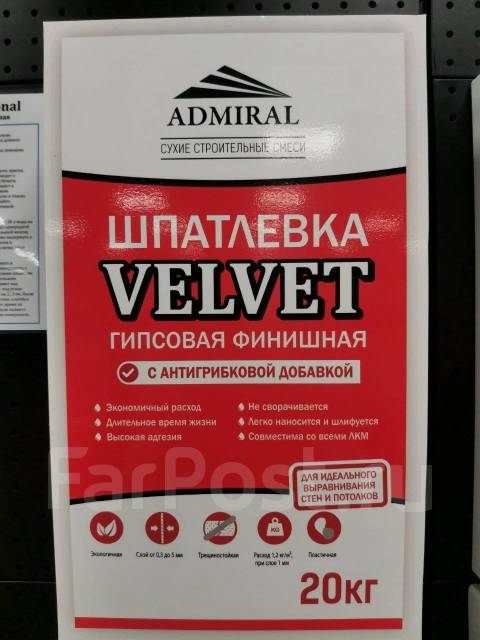 ADMIRAL
СУХИЕ СТРОИТЕЛЬНЫЕ СМЕСИ
ШПАТЛЕВКА
VELVET
ГИПСОВАЯ ФИНИШНАЯ
С АНТИГРИБКОВОЙ ДОБАВКОЙ
Экономичный расход
Длительное время жизни
Высокая адгезия
Не сворачивается
Легко наносится и шлифуется
Совместима со всеми ЛКМ
ДЛЯ ИДЕАЛЬНОГО
ВЫРАВНИВАНИЯ
СТЕН И ПОТОЛКОВ
FarPost.ru
KG
Экологичная
Слой от 0,3 до 5 мм
Трещиностойкая
Расход 1,2 кг/м²,
при слое 1 мм
Пластичная
20кг